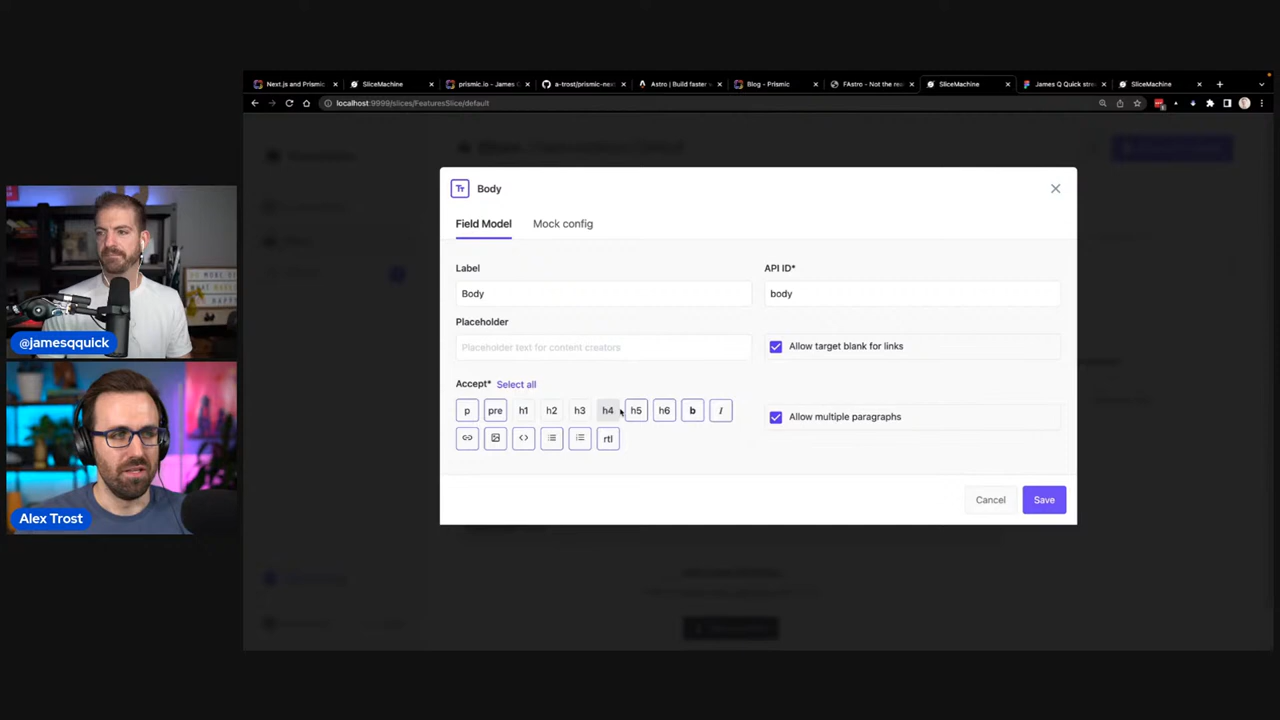 Next.js and Prismic
SliceMachine
prismic.io - James
a-trost/prismic-nex
Astro | Build faster
Blog - Prismic
FAstro - Not the rea
SliceMachine
James Q Quick stre
SliceMachine
localhost:9999/slices/FeaturesSlice/default
Tr Body
Field Model Mock config
Label API ID*
Body body
Placeholder
Placeholder text for content creators Allow target blank for links
Accept* Select all
p pre h1 h2 h3 h4 h5 h6 b I Allow multiple paragraphs
rtl
Cancel Save
@jamesqquick
Alex Trost